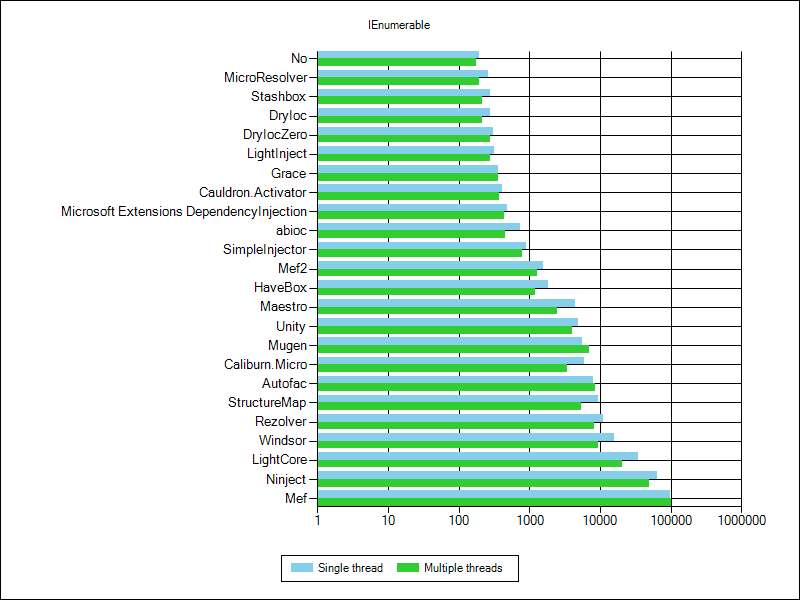 IEnumerable
No
MicroResolver
Stashbox
DryIoc
DryIocZero
LightInject
Grace
Cauldron.Activator
Microsoft Extensions DependencyInjection
abioc
SimpleInjector
Mef2
HaveBox
Maestro
Unity
Mugen
Caliburn.Micro
Autofac
StructureMap
Rezolver
Windsor
LightCore
Ninject
Mef
1 10 100 1000 10000 100000 1000000
Single thread Multiple threads